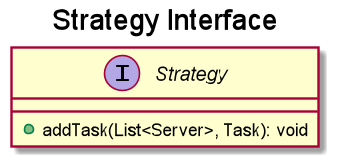 Strategy Interface
I Strategy
addTask(List<Server>, Task): void